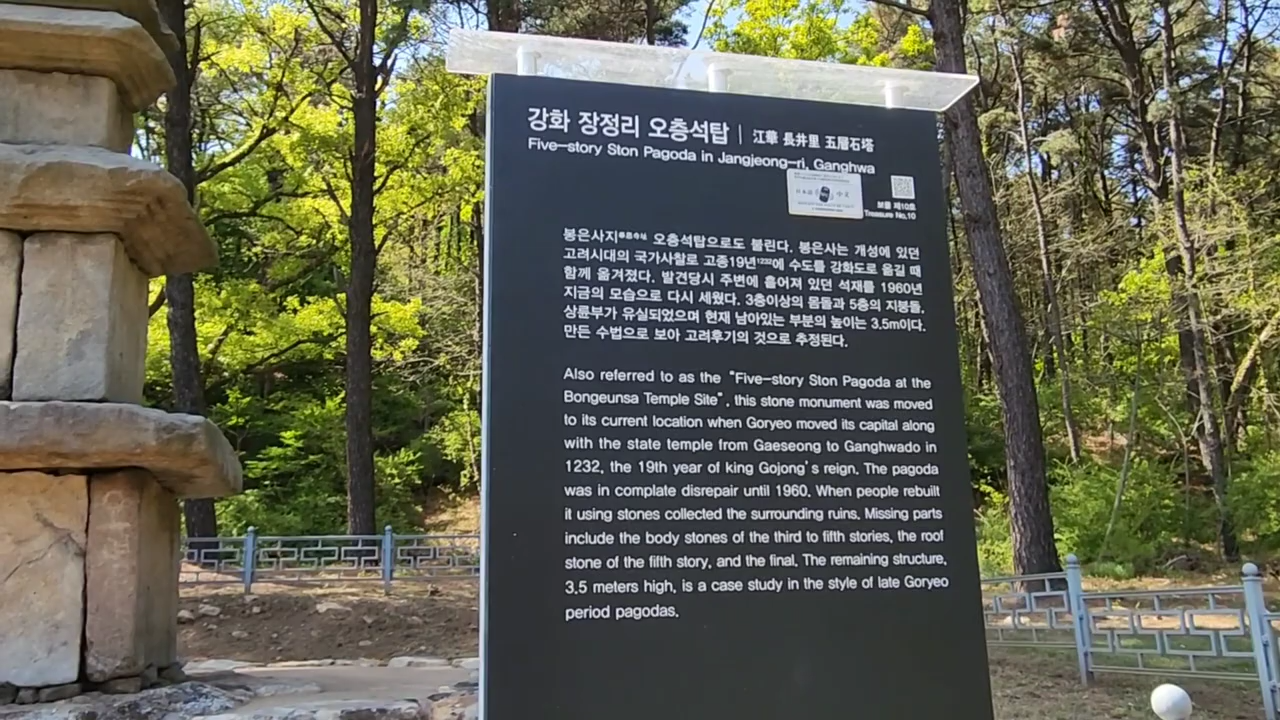 강화 장정리 오층석탑 | 江華 長井里 五層石塔
Five-story Ston Pagoda in Jangjeong-ri, Ganghwa
日本語 中文
보물 제10호
Treasure No.10
봉은사지 오층석탑으로도 불린다. 봉은사는 개성에 있던
고려시대의 국가사찰로 고종19년1232에 수도를 강화도로 옮길 때
함께 옮겨졌다. 발견당시 주변에 흩어져 있던 석재를 1960년
지금의 모습으로 다시 세웠다. 3층이상의 몸돌과 5층의 지붕돌,
상륜부가 유실되었으며 현재 남아있는 부분의 높이는 3.5m이다.
만든 수법으로 보아 고려후기의 것으로 추정된다.
Also referred to as the "Five-story Ston Pagoda at the
Bongeunsa Temple Site", this stone monument was moved
to its current location when Goryeo moved its capital along
with the state temple from Gaeseong to Ganghwado in
1232, the 19th year of king Gojong's reign. The pagoda
was in complate disrepair until 1960. When people rebuilt
it using stones collected the surrounding ruins. Missing parts
include the body stones of the third to fifth stories, the roof
stone of the fifth story, and the final. The remaining structure,
3.5 meters high, is a case study in the style of late Goryeo
period pagodas.